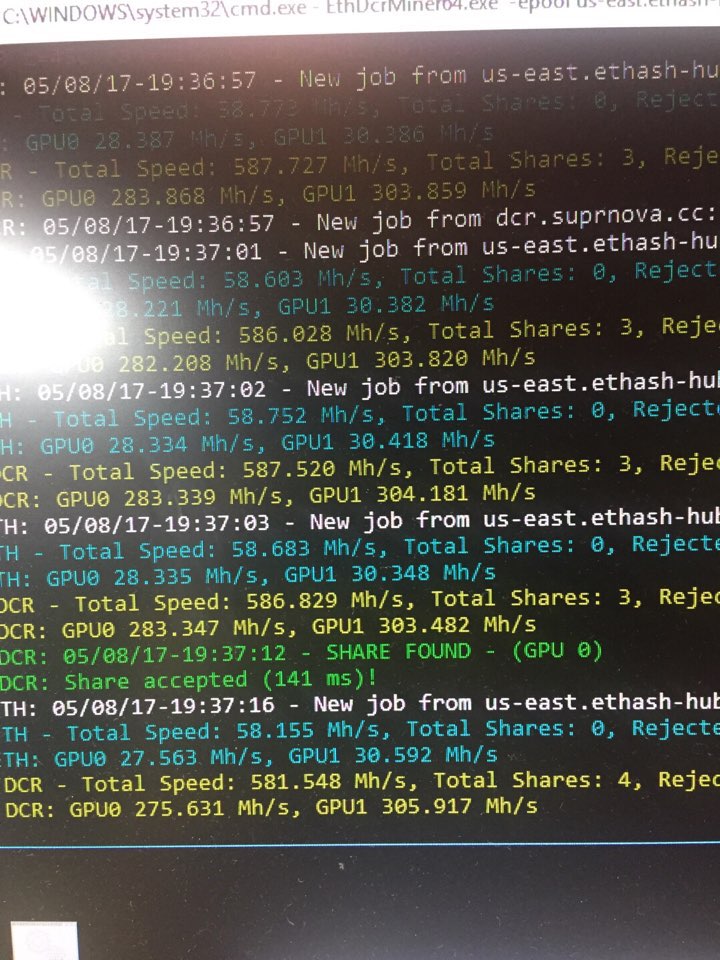 C:\WINDOWS\system32\cmd.exe - EthDcrMiner64.exe -epool us-east.ethash-
: 05/08/17-19:36:57 - New job from us-east.ethash-hu
- Total Speed: 58.773 Mh/s, Total Shares: 0, Reject
: GPU0 28.387 Mh/s, GPU1 30.386 Mh/s
R - Total Speed: 587.727 Mh/s, Total Shares: 3, Reje
R: GPU0 283.868 Mh/s, GPU1 303.859 Mh/s
R: 05/08/17-19:36:57 - New job from dcr.suprnova.cc:
05/08/17-19:37:01 - New job from us-east.ethash-hu
al Speed: 58.603 Mh/s, Total Shares: 0, Reject
28.221 Mh/s, GPU1 30.382 Mh/s
al Speed: 586.028 Mh/s, Total Shares: 3, Reje
PU0 282.208 Mh/s, GPU1 303.820 Mh/s
H: 05/08/17-19:37:02 - New job from us-east.ethash-hub
H - Total Speed: 58.752 Mh/s, Total Shares: 0, Rejecte
H: GPU0 28.334 Mh/s, GPU1 30.418 Mh/s
DCR - Total Speed: 587.520 Mh/s, Total Shares: 3, Rejec
DCR: GPU0 283.339 Mh/s, GPU1 304.181 Mh/s
TH: 05/08/17-19:37:03 - New job from us-east.ethash-hub
TH - Total Speed: 58.683 Mh/s, Total Shares: 0, Rejecte
TH: GPU0 28.335 Mh/s, GPU1 30.348 Mh/s
DCR - Total Speed: 586.829 Mh/s, Total Shares: 3, Rejec
DCR: GPU0 283.347 Mh/s, GPU1 303.482 Mh/s
DCR: 05/08/17-19:37:12 - SHARE FOUND - (GPU 0)
DCR: Share accepted (141 ms)!
TH: 05/08/17-19:37:16 - New job from us-east.ethash-hub
TH - Total Speed: 58.155 Mh/s, Total Shares: 0, Rejecte
ETH: GPU0 27.563 Mh/s, GPU1 30.592 Mh/s
DCR - Total Speed: 581.548 Mh/s, Total Shares: 4, Rejec
DCR: GPU0 275.631 Mh/s, GPU1 305.917 Mh/s